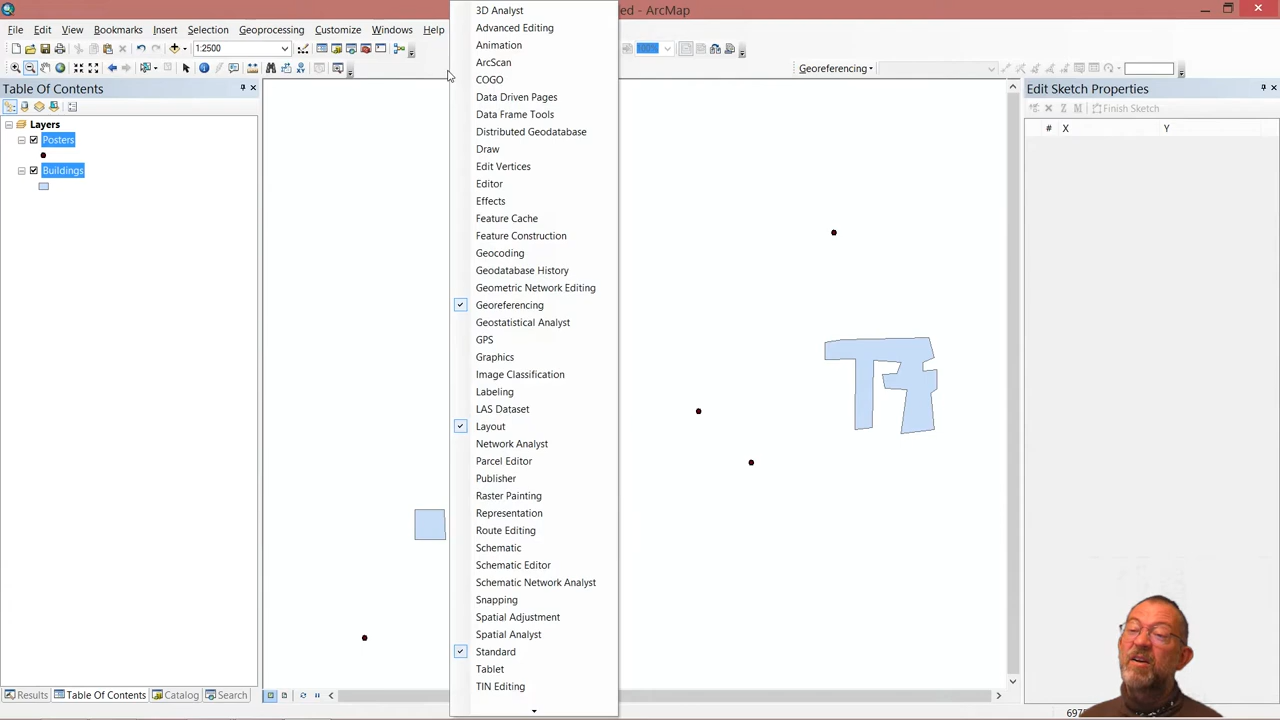 ed - ArcMap
File Edit View Bookmarks Insert Selection Geoprocessing Customize Windows Help
1:2500
100%
Georeferencing
Table Of Contents
Layers
Posters
Buildings
3D Analyst
Advanced Editing
Animation
ArcScan
COGO
Data Driven Pages
Data Frame Tools
Distributed Geodatabase
Draw
Edit Vertices
Editor
Effects
Feature Cache
Feature Construction
Geocoding
Geodatabase History
Geometric Network Editing
Georeferencing
Geostatistical Analyst
GPS
Graphics
Image Classification
Labeling
LAS Dataset
Layout
Network Analyst
Parcel Editor
Publisher
Raster Painting
Representation
Route Editing
Schematic
Schematic Editor
Schematic Network Analyst
Snapping
Spatial Adjustment
Spatial Analyst
Standard
Tablet
TIN Editing
Edit Sketch Properties
Finish Sketch
# X Y
Results Table Of Contents Catalog Search
697